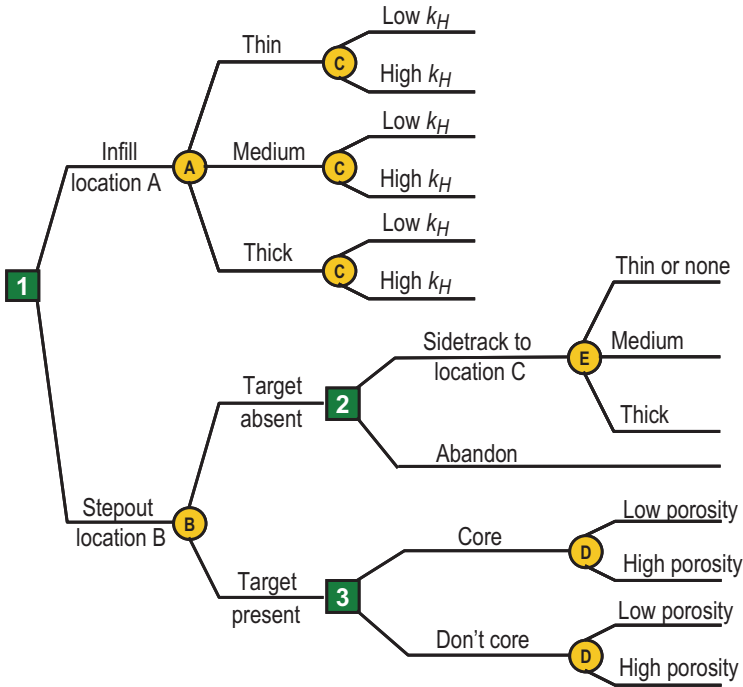 Low kH
Thin
C
High kH
Low kH
Infill
location A
A
Medium
C
High kH
Low kH
Thick
C
High kH
1
Thin or none
Sidetrack to
location C
E
Medium
Target
absent
2
Thick
Abandon
Stepout
location B
B
Low porosity
Core
D
High porosity
Target
present
3
Low porosity
Don't core
D
High porosity